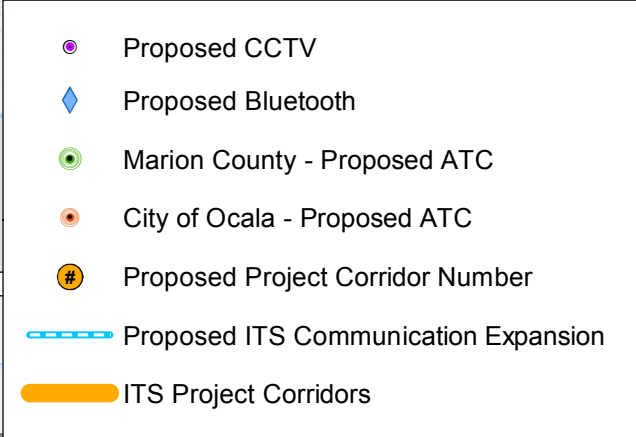 Proposed CCTV
Proposed Bluetooth
Marion County - Proposed ATC
City of Ocala - Proposed ATC
# Proposed Project Corridor Number
Proposed ITS Communication Expansion
ITS Project Corridors